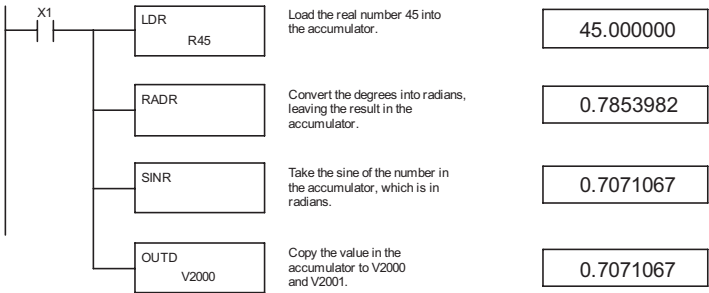 X1
LDR
R45
Load the real number 45 into
the accumulator.
45.000000
RADR
Convert the degrees into radians,
leaving the result in the
accumulator.
0.7853982
SINR
Take the sine of the number in
the accumulator, which is in
radians.
0.7071067
OUTD
V2000
Copy the value in the
accumulator to V2000
and V2001.
0.7071067